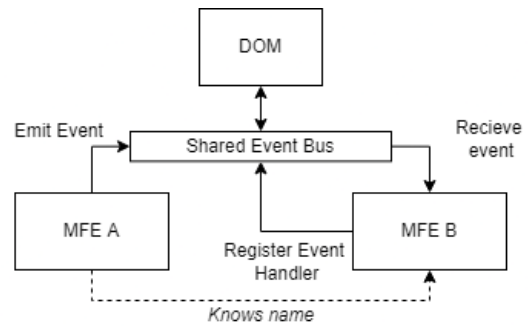 DOM
Emit Event
Shared Event Bus
Recieve
event
MFE A
MFE B
Register Event
Handler
Knows name